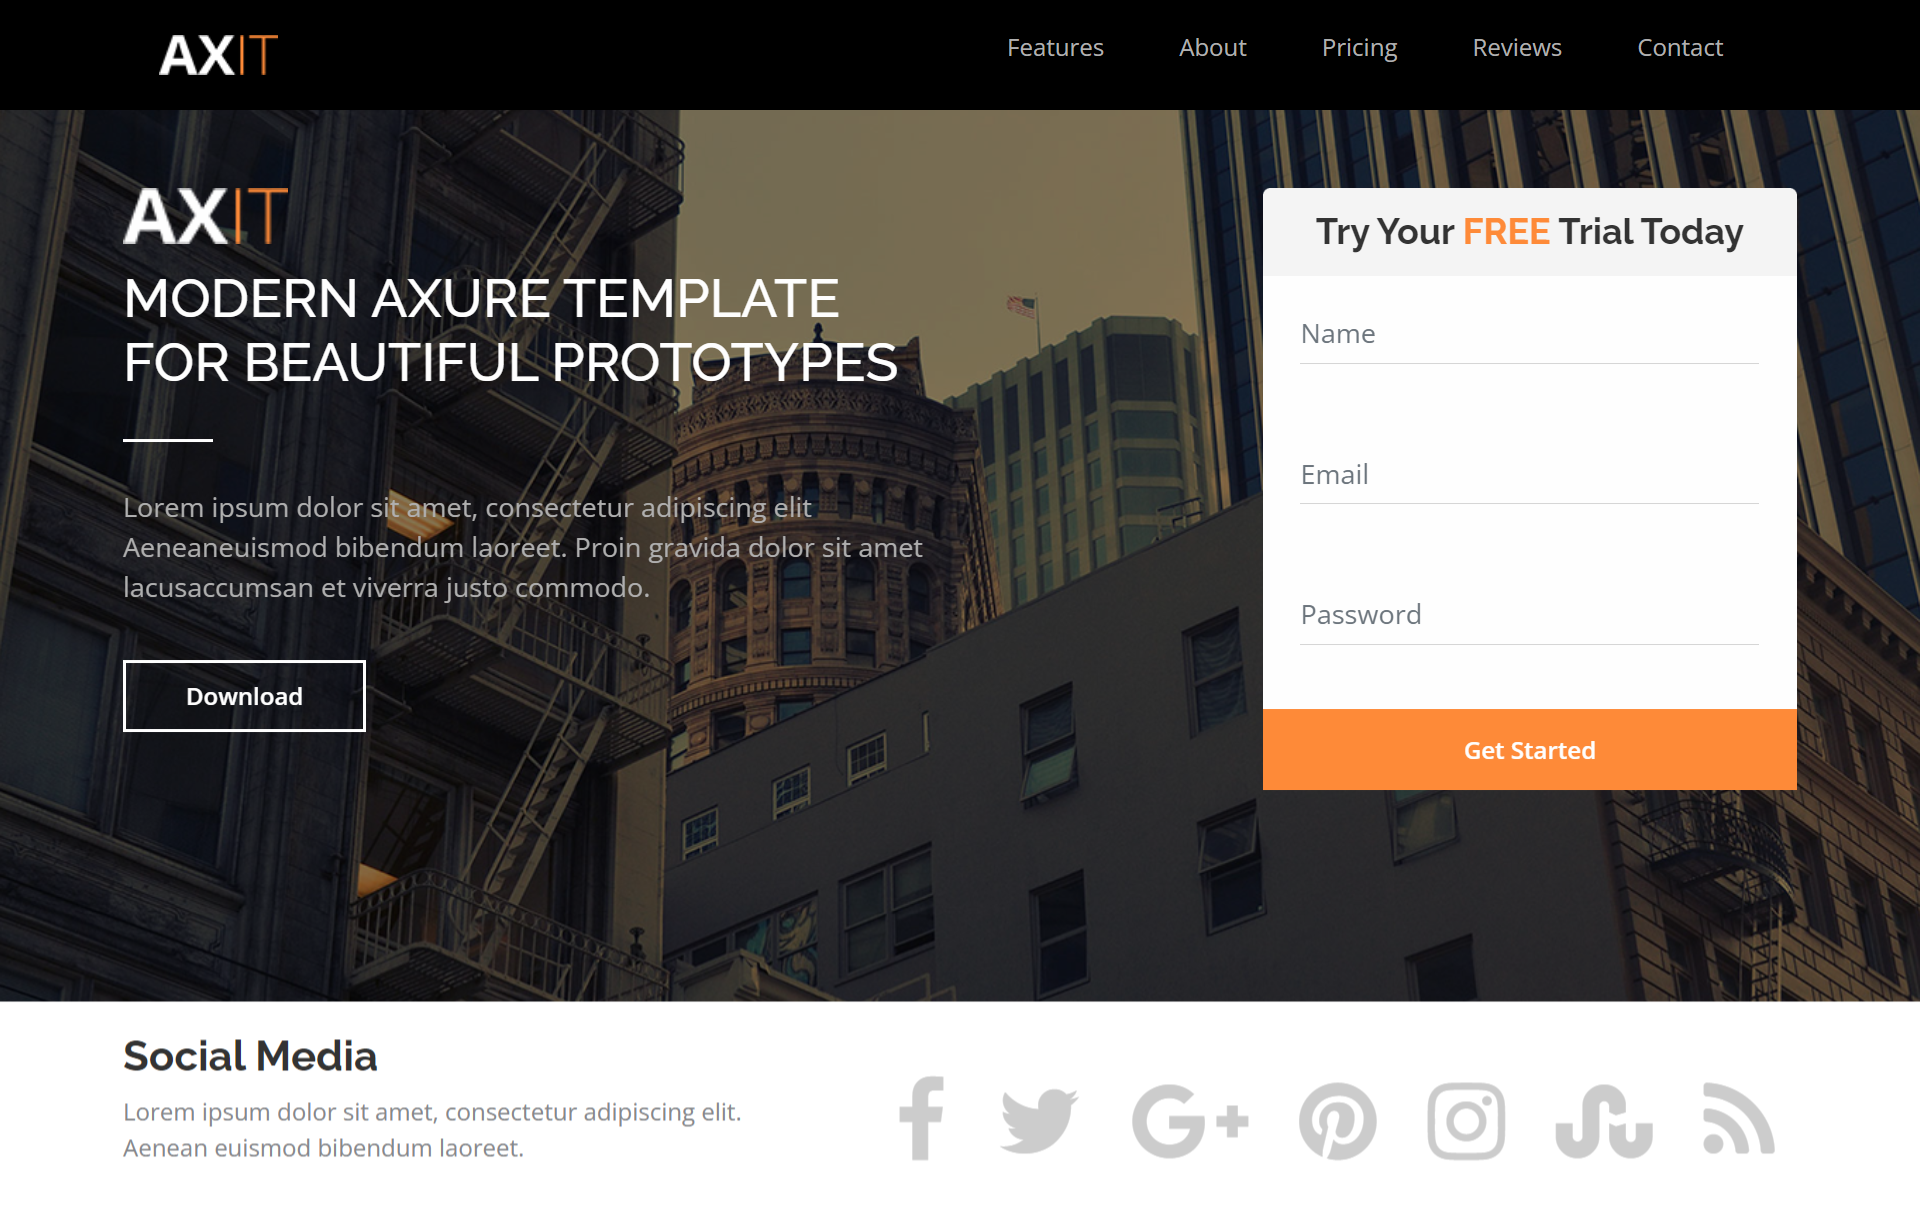 AXIT
Features About Pricing Reviews Contact
AXIT
MODERN AXURE TEMPLATE
FOR BEAUTIFUL PROTOTYPES
Lorem ipsum dolor sit amet, consectetur adipiscing elit
Aeneaneuismod bibendum laoreet. Proin gravida dolor sit amet
lacusaccumsan et viverra justo commodo.
Download
Try Your FREE Trial Today
Name
Email
Password
Get Started
Social Media
Lorem ipsum dolor sit amet, consectetur adipiscing elit.
Aenean euismod bibendum laoreet.